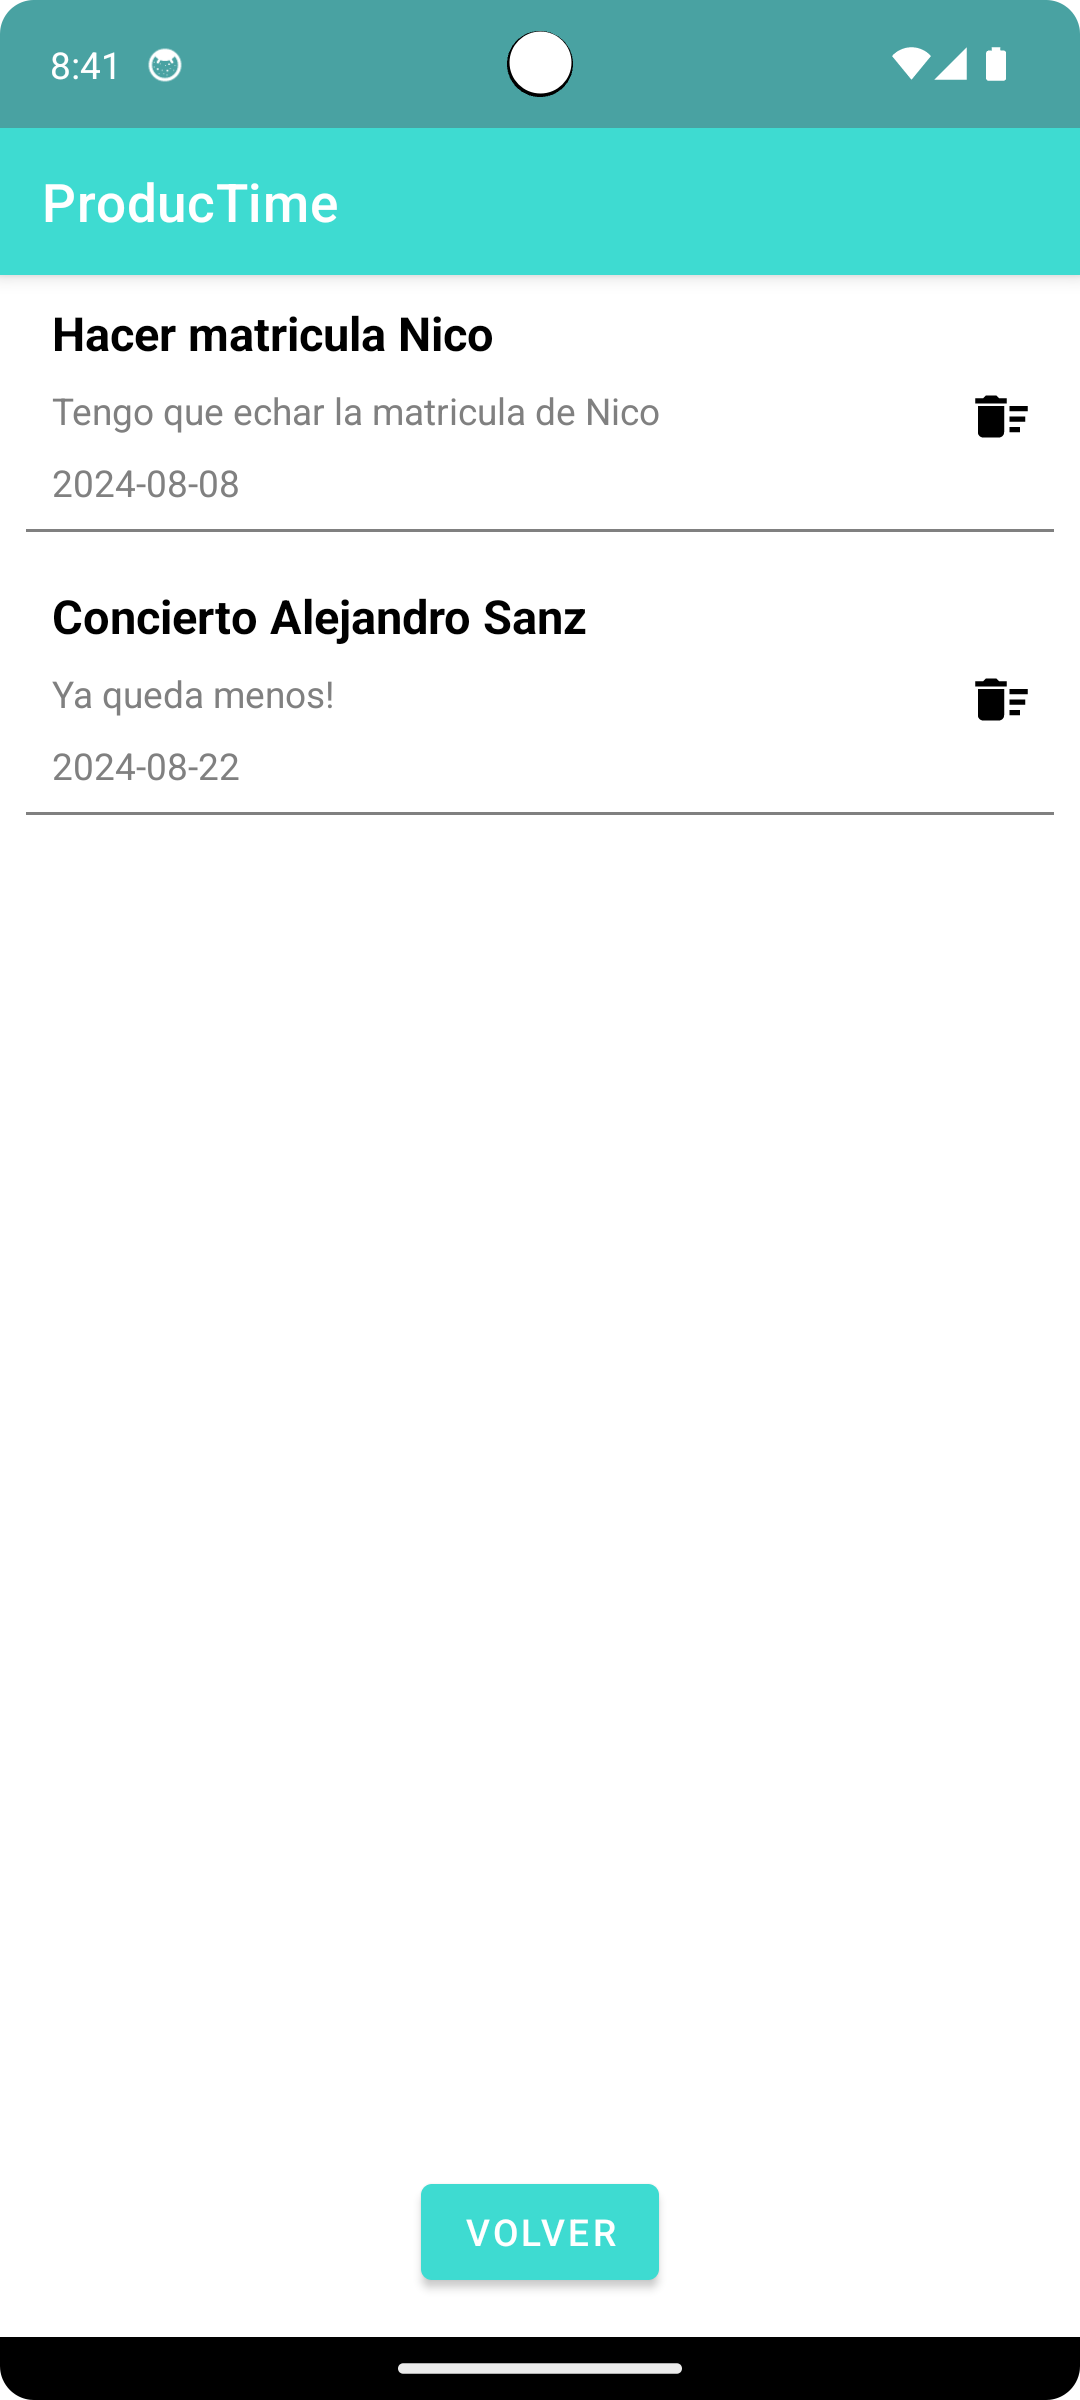 8:41
ProducTime
Hacer matricula Nico
Tengo que echar la matricula de Nico
2024-08-08
Concierto Alejandro Sanz
Ya queda menos!
2024-08-22
VOLVER